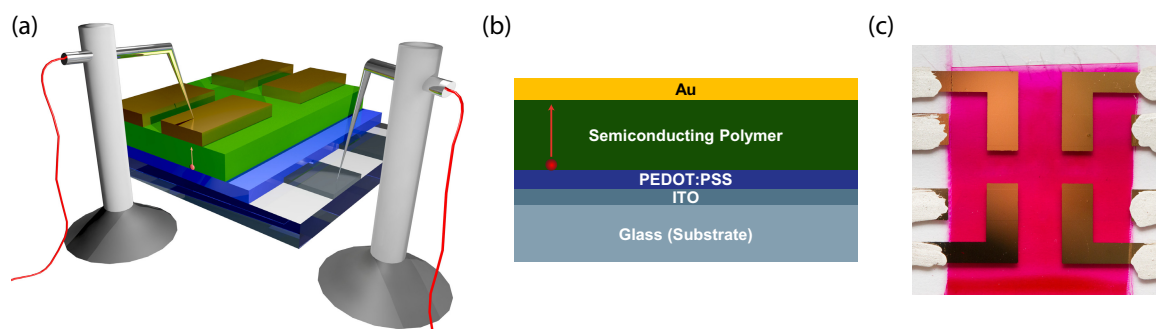 (a)
(b)
(c)
Au
Semiconducting Polymer
PEDOT:PSS
ITO
Glass (Substrate)